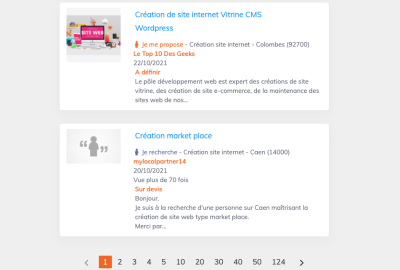 SITE WEB
Création de site internet Vitrine CMS
Wordpress
Je me propose - Création site internet - Colombes (92700)
Le Top 10 Des Geeks
22/10/2021
A définir
Le pôle développement web est expert des créations de site
vitrine, des création de site e-commerce, de la maintenance des
sites web de nos...
Création market place
Je recherche - Création site internet - Caen (14000)
mylocalpartner14
20/10/2021
Vue plus de 70 fois
Sur devis
Bonjour,
Je suis à la recherche d'une personne sur Caen maîtrisant la
création de site web type market place.
Merci par...
‹ 1 2 3 4 5 10 20 30 40 50 124 ›